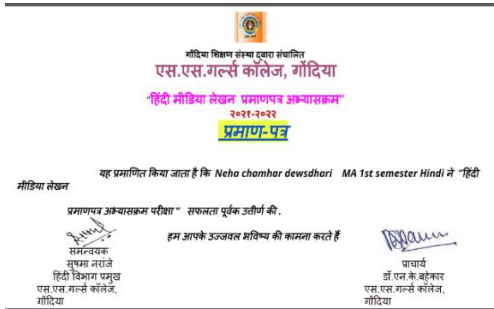 गोंदिया शिक्षण संस्था द्वारा संचालित
एस.एस.गर्ल्स कॉलेज, गोंदिया
“हिंदी मीडिया लेखन प्रमाणपत्र अभ्यासक्रम”
२०२१-२०२२
प्रमाण-पत्र
यह प्रमाणित किया जाता है कि Neha chamhar dewsdhari MA 1st semester Hindi ने “हिंदी
मीडिया लेखन
प्रमाणपत्र अभ्यासक्रम परीक्षा “ सफलता पूर्वक उतीर्ण की .
हम आपके उज्जवल भविष्य की कामना करते हैं
समन्वयक
सुषमा नरांजे
हिंदी विभाग प्रमुख
एस.एस.गर्ल्स कॉलेज,
गोंदिया
प्राचार्य
डॉ.एन.के.बहेकार
एस.एस.गर्ल्स कॉलेज,
गोंदिया